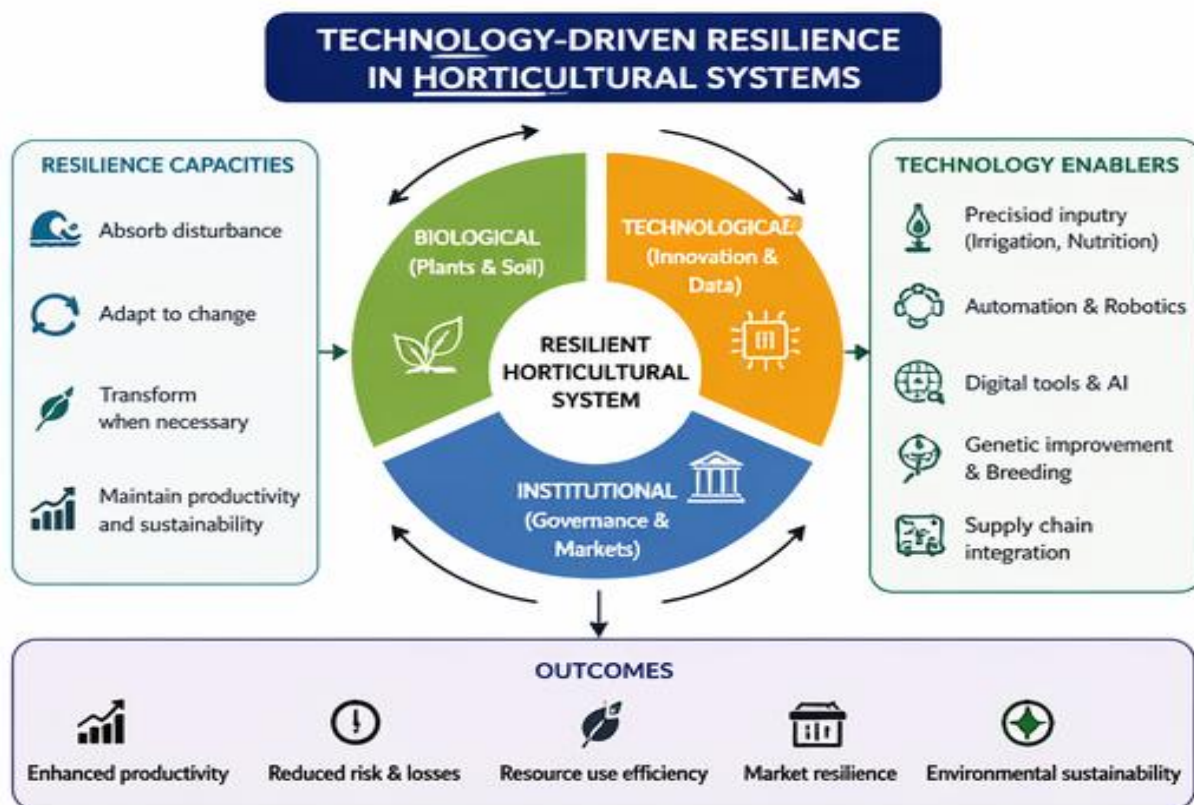 TECHNOLOGY-DRIVEN RESILIENCE
IN HORTICULTURAL SYSTEMS
RESILIENCE CAPACITIES
Absorb disturbance
Adapt to change
Transform
when necessary
Maintain productivity
and sustainability
BIOLOGICAL
(Plants & Soil)
TECHNOLOGICAL
(Innovation &
Data)
RESILIENT
HORTICULTURAL
SYSTEM
INSTITUTIONAL
(Governance &
Markets)
TECHNOLOGY ENABLERS
Precisiod inputry
(Irrigation, Nutrition)
Automation & Robotics
Digital tools & AI
Genetic improvement
& Breeding
Supply chain
integration
OUTCOMES
Enhanced productivity
Reduced risk & losses
Resource use efficiency
Market resilience
Environmental sustainability